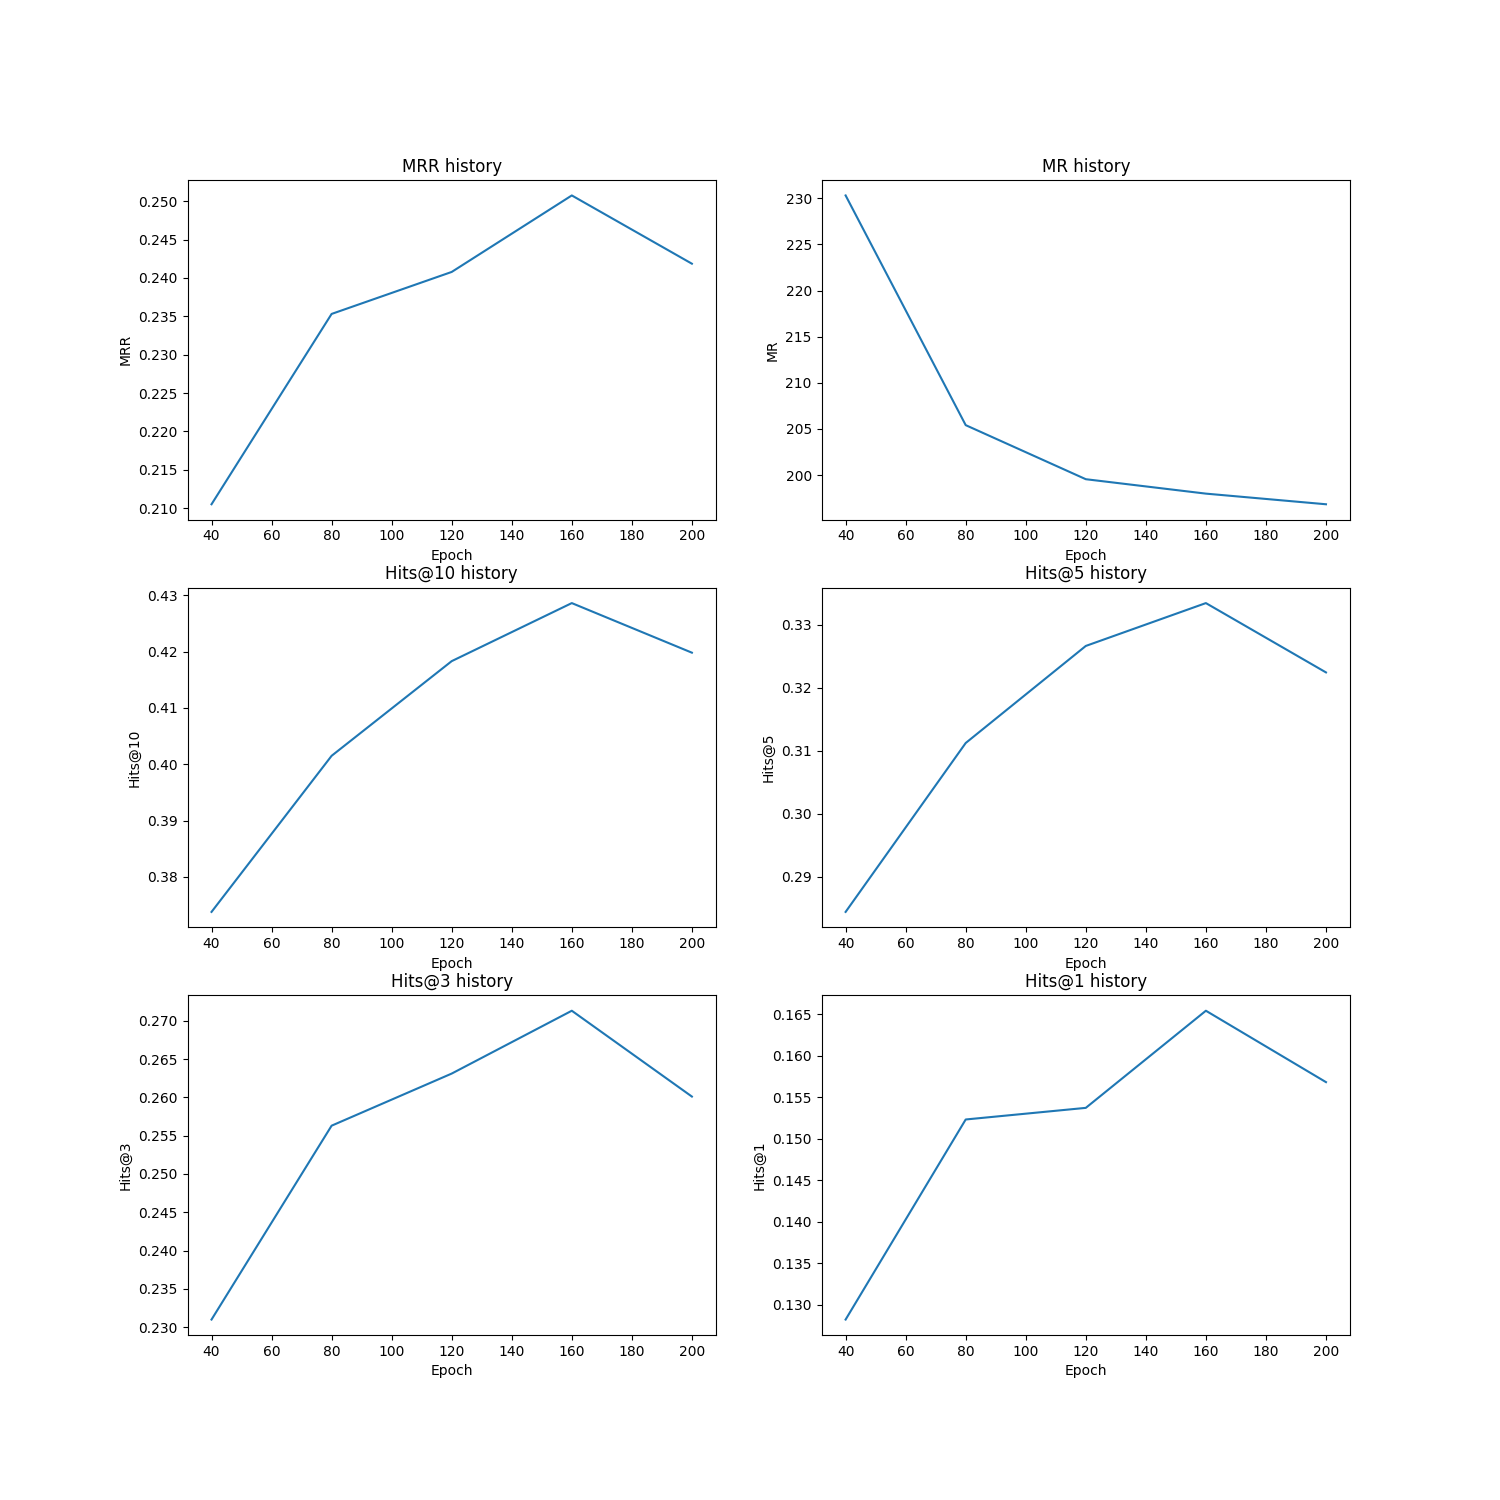 MRR history
0.250
0.245
0.240
0.235
0.230
0.225
0.220
0.215
0.210
MRR
40 60 80 100 120 140 160 180 200
Epoch
MR history
230
225
220
215
210
205
200
MR
40 60 80 100 120 140 160 180 200
Epoch
Hits@10 history
0.43
0.42
0.41
0.40
0.39
0.38
Hits@10
40 60 80 100 120 140 160 180 200
Epoch
Hits@5 history
0.33
0.32
0.31
0.30
0.29
Hits@5
40 60 80 100 120 140 160 180 200
Epoch
Hits@3 history
0.270
0.265
0.260
0.255
0.250
0.245
0.240
0.235
0.230
Hits@3
40 60 80 100 120 140 160 180 200
Epoch
Hits@1 history
0.165
0.160
0.155
0.150
0.145
0.140
0.135
0.130
Hits@1
40 60 80 100 120 140 160 180 200
Epoch